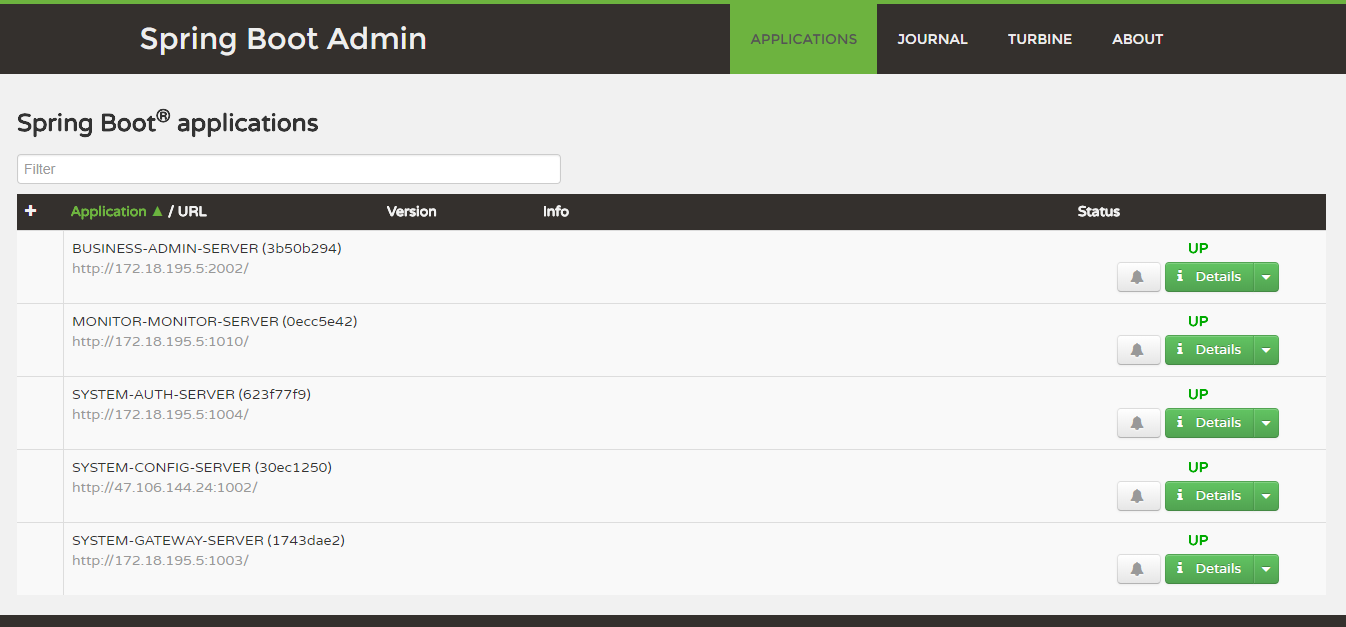 Spring Boot Admin
APPLICATIONS
JOURNAL
TURBINE
ABOUT
Spring Boot® applications
Filter
Application ▲ / URL
Version
Info
Status
BUSINESS-ADMIN-SERVER (3b50b294)
http://172.18.195.5:2002/
UP
Details
MONITOR-MONITOR-SERVER (0ecc5e42)
http://172.18.195.5:1010/
UP
Details
SYSTEM-AUTH-SERVER (623f77f9)
http://172.18.195.5:1004/
UP
Details
SYSTEM-CONFIG-SERVER (30ec1250)
http://47.106.144.24:1002/
UP
Details
SYSTEM-GATEWAY-SERVER (1743dae2)
http://172.18.195.5:1003/
UP
Details